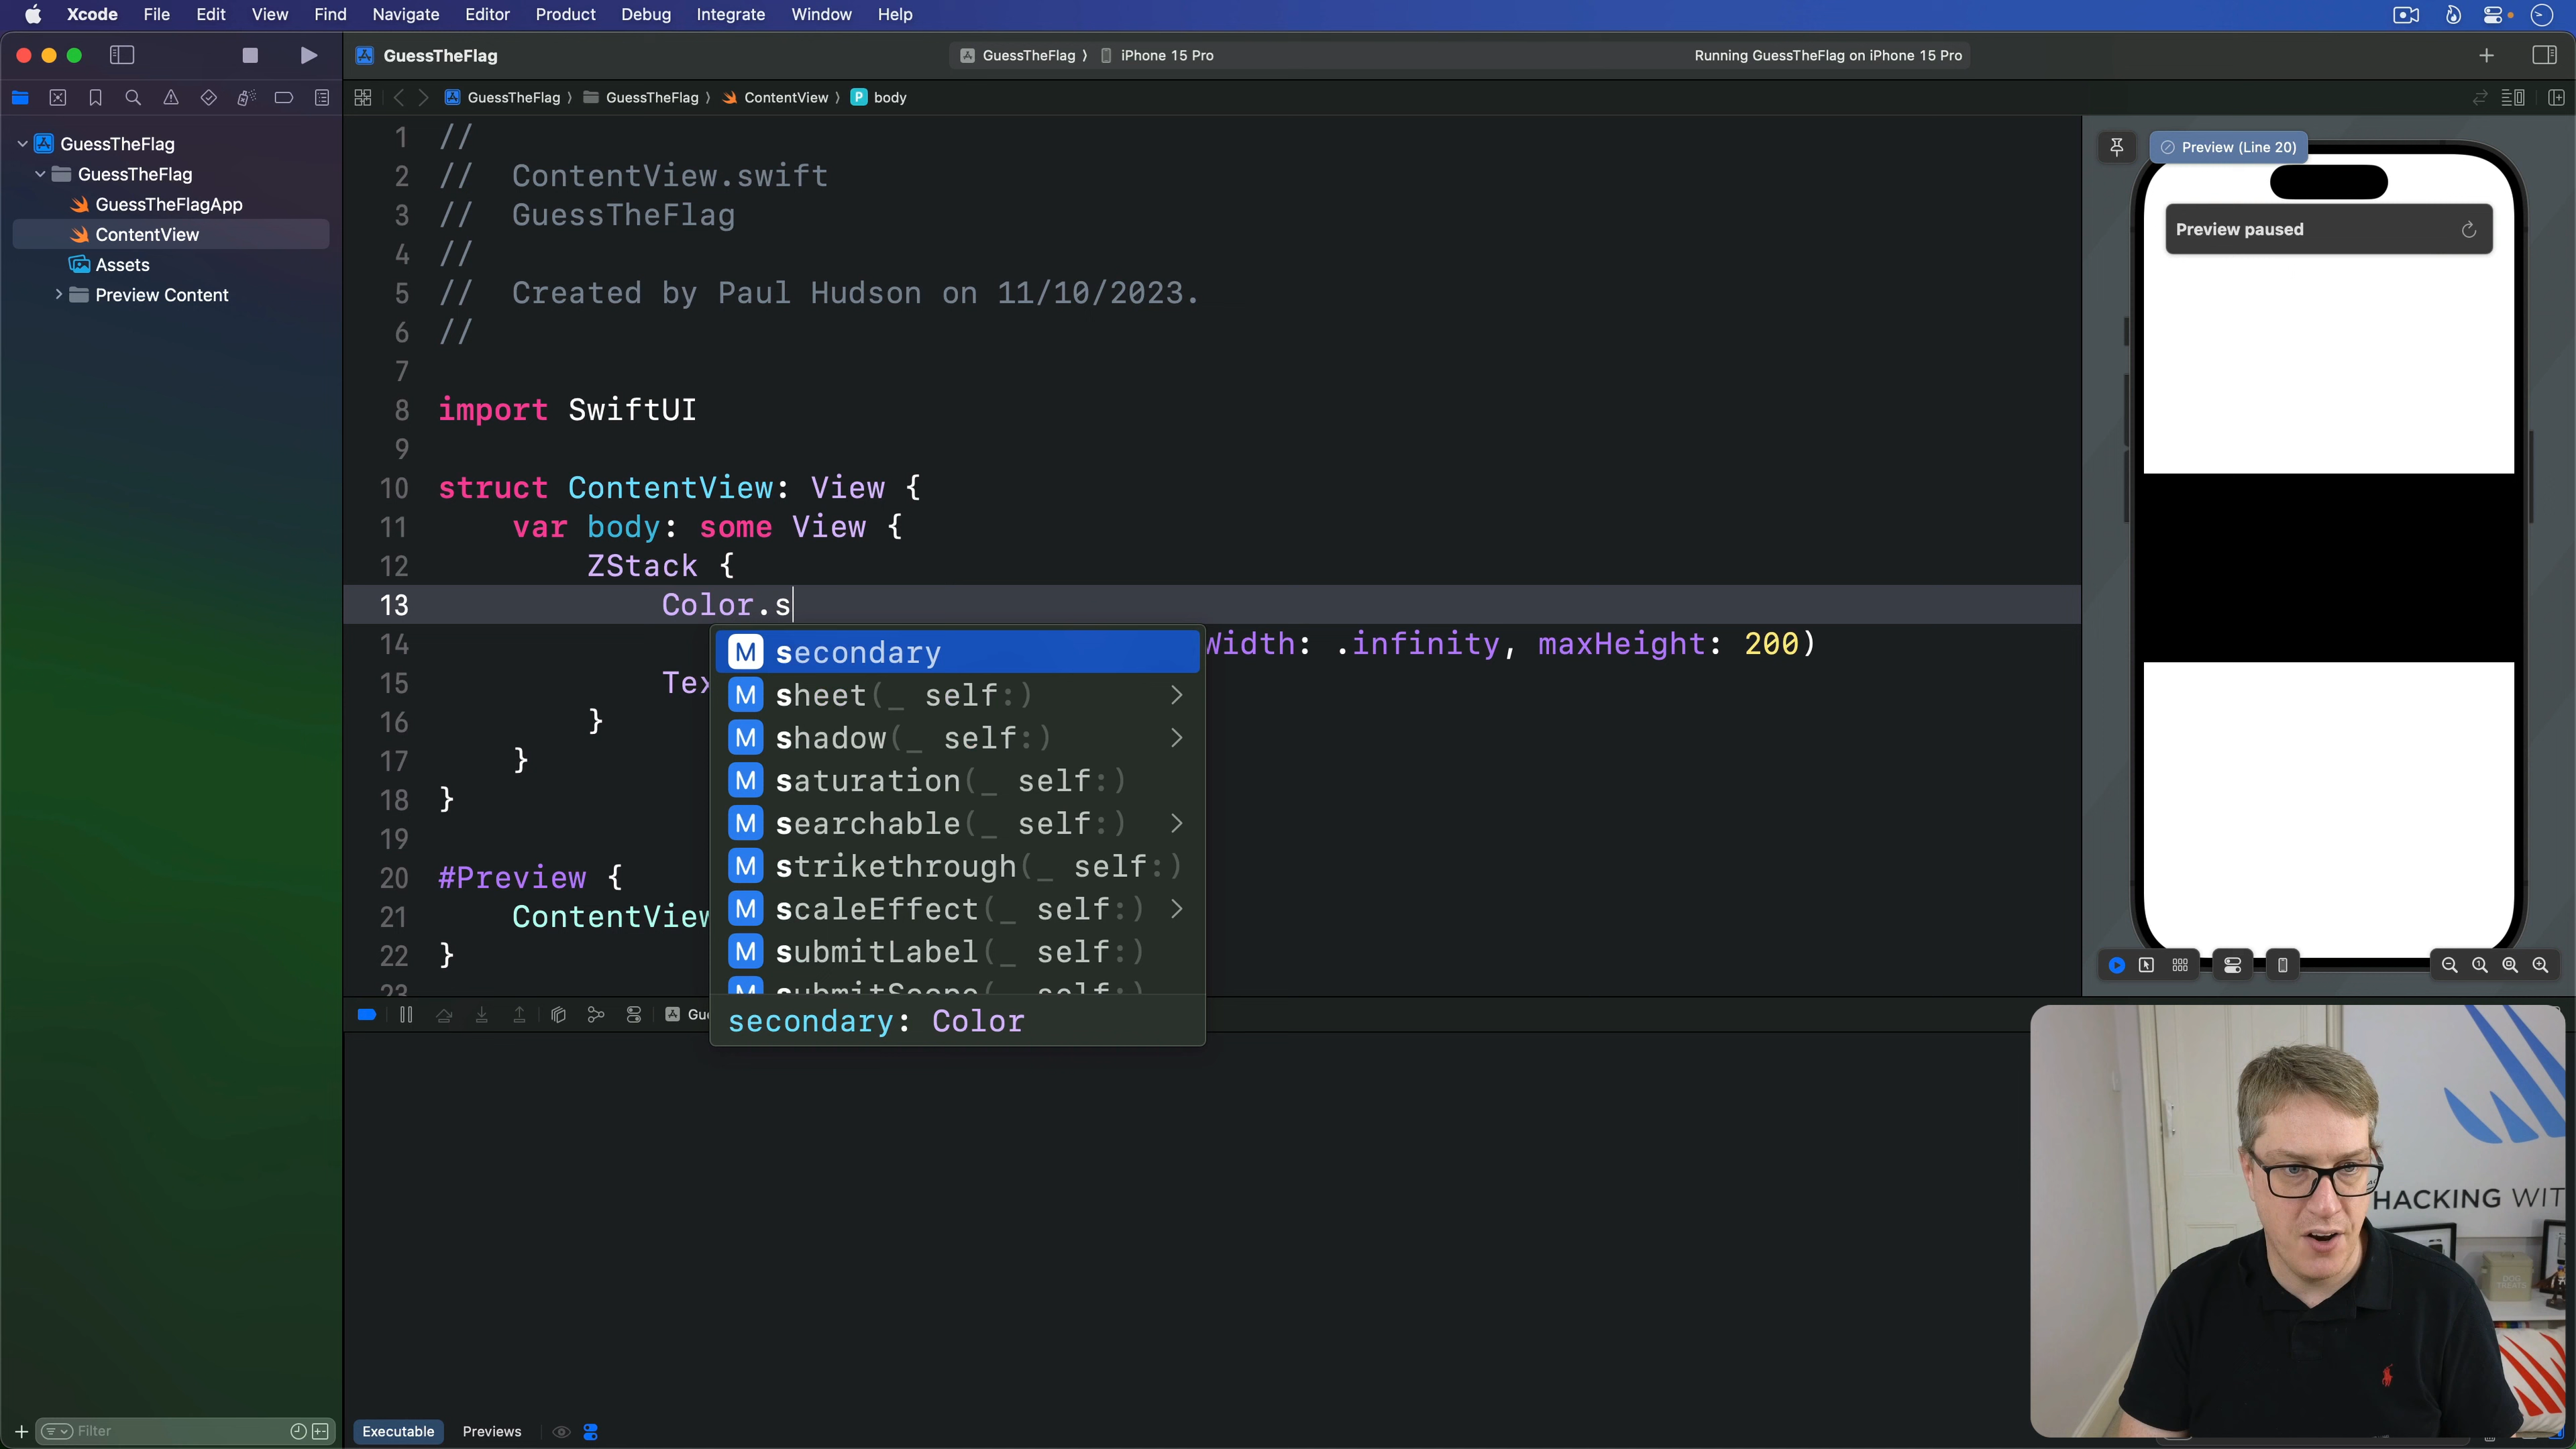 Xcode File Edit View Find Navigate Editor Product Debug Integrate Window Help
GuessTheFlag
GuessTheFlag ⟩ iPhone 15 Pro
Running GuessTheFlag on iPhone 15 Pro
GuessTheFlag ⟩ GuessTheFlag ⟩ ContentView ⟩ P body
GuessTheFlag
GuessTheFlag
GuessTheFlagApp
ContentView
Assets
Preview Content
1 //
2 //  ContentView.swift
3 //  GuessTheFlag
4 //
5 //  Created by Paul Hudson on 11/10/2023.
6 //
7
8 import SwiftUI
9
10 struct ContentView: View {
11 var body: some View {
12 ZStack {
13 Color.s
14 Width: .infinity, maxHeight: 200)
15 Tex
16 }
17 }
18 }
19
20 #Preview {
21 ContentView
22 }
23
M secondary
M sheet(_ self:)
M shadow(_ self:)
M saturation(_ self:)
M searchable(_ self:)
M strikethrough(_ self:)
M scaleEffect(_ self:)
M submitLabel(_ self:)
M submitScope(_ self:)
secondary: Color
Preview (Line 20)
Preview paused
Gu
HACKING WIT
Filter
Executable Previews